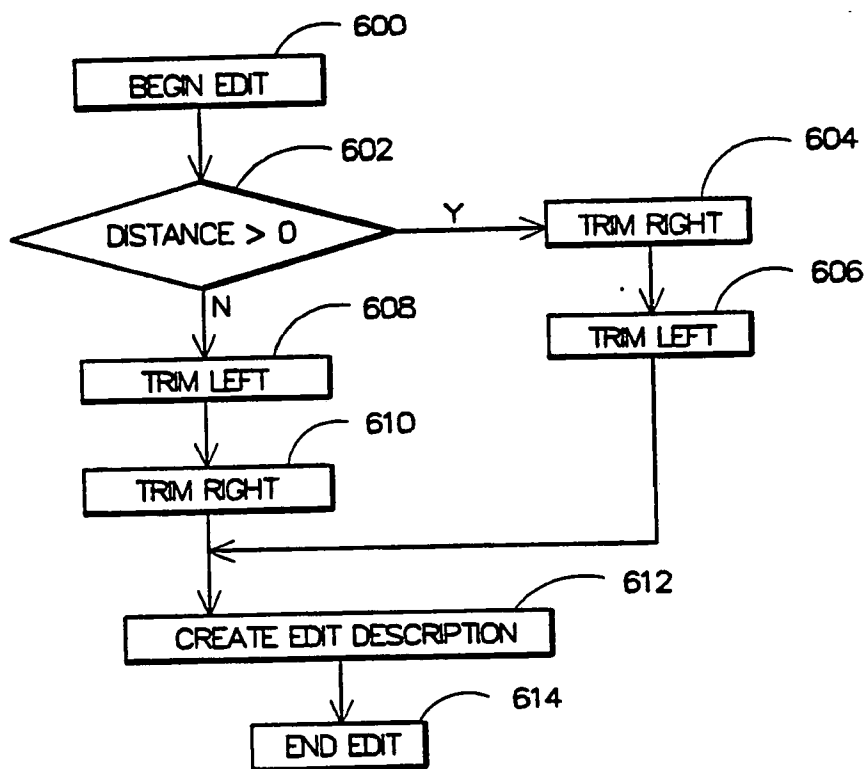 600
BEGIN EDIT
602
604
DISTANCE > 0
Y
TRIM RIGHT
606
N
608
TRIM LEFT
TRIM LEFT
610
TRIM RIGHT
612
CREATE EDIT DESCRIPTION
614
END EDIT